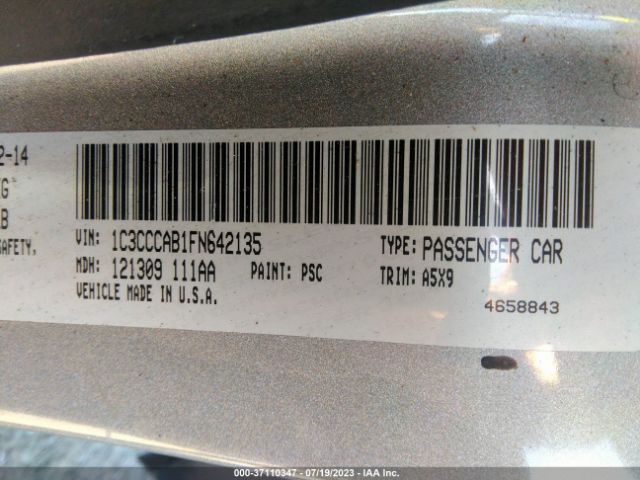 2-14
G
B
SAFETY.
VIN: 1C3CCCAB1FN642135
TYPE: PASSENGER CAR
MDH: 121309 111AA
PAINT: PSC
TRIM: A5X9
VEHICLE MADE IN U.S.A.
4658843
000-37110347 - 07/19/2023 - IAA Inc.